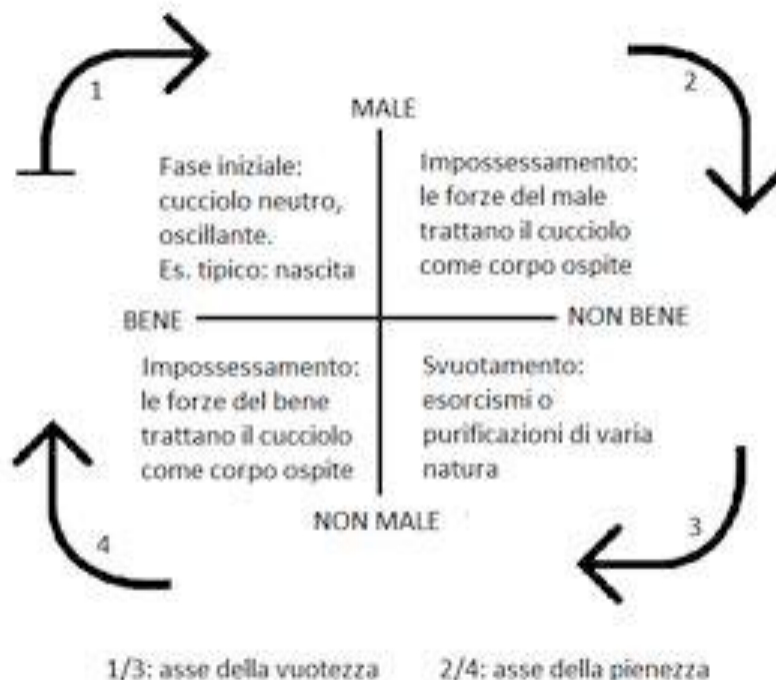 1
2
MALE
Fase iniziale:
cucciolo neutro,
oscillante.
Es. tipico: nascita
Impossessamento:
le forze del male
trattano il cucciolo
come corpo ospite
BENE
NON BENE
Impossessamento:
le forze del bene
trattano il cucciolo
come corpo ospite
Svuotamento:
esorcismi o
purificazioni di varia
natura
NON MALE
4
3
1/3: asse della vuotezza
2/4: asse della pienezza